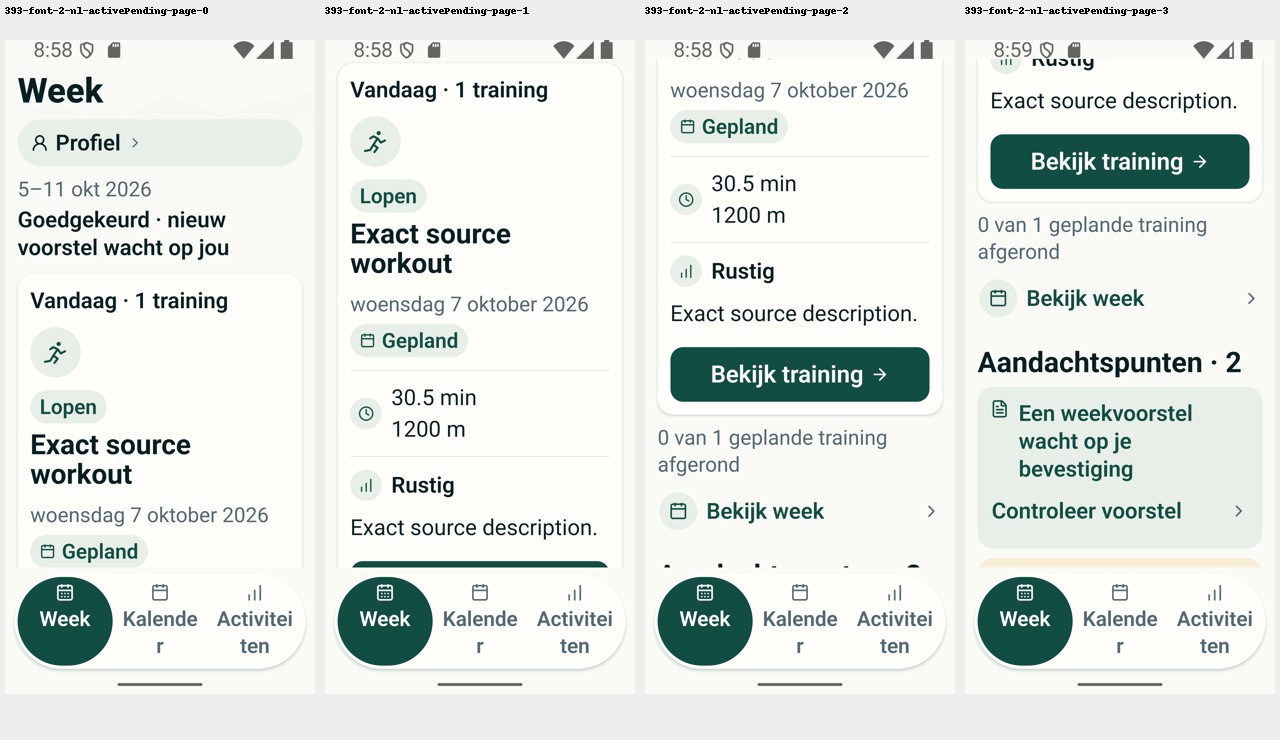 393-font-2-nl-activePending-page-0
8:58
Week
Profiel
5–11 okt 2026
Goedgekeurd · nieuw
voorstel wacht op jou
Vandaag · 1 training
Lopen
Exact source
workout
woensdag 7 oktober 2026
Gepland
Week
Kalende
r
Activitei
ten
393-font-2-nl-activePending-page-1
8:58
Vandaag · 1 training
Lopen
Exact source
workout
woensdag 7 oktober 2026
Gepland
30.5 min
1200 m
Rustig
Exact source description.
Week
Kalende
r
Activitei
ten
393-font-2-nl-activePending-page-2
8:58
woensdag 7 oktober 2026
Gepland
30.5 min
1200 m
Rustig
Exact source description.
Bekijk training →
0 van 1 geplande training
afgerond
Bekijk week
Week
Kalende
r
Activitei
ten
393-font-2-nl-activePending-page-3
8:59
Rustig
Exact source description.
Bekijk training →
0 van 1 geplande training
afgerond
Bekijk week
Aandachtspunten · 2
Een weekvoorstel
wacht op je
bevestiging
Controleer voorstel
Week
Kalende
r
Activitei
ten